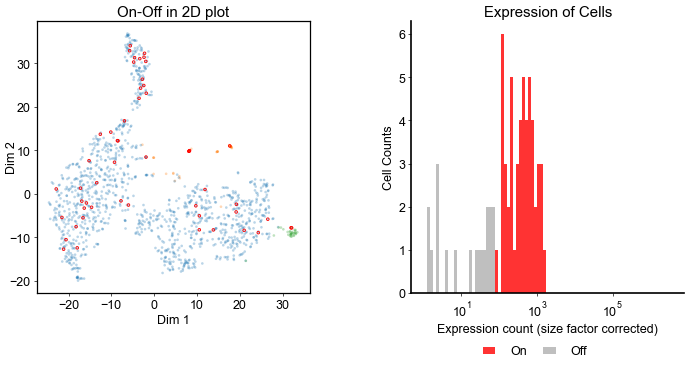 On-Off in 2D plot
Expression of Cells
Dim 2
40
30
20
10
0
−10
−20
−20 −10 0 10 20 30
Dim 1
Cell Counts
6
5
4
3
2
1
0
10^1 10^3 10^5
Expression count (size factor corrected)
On Off